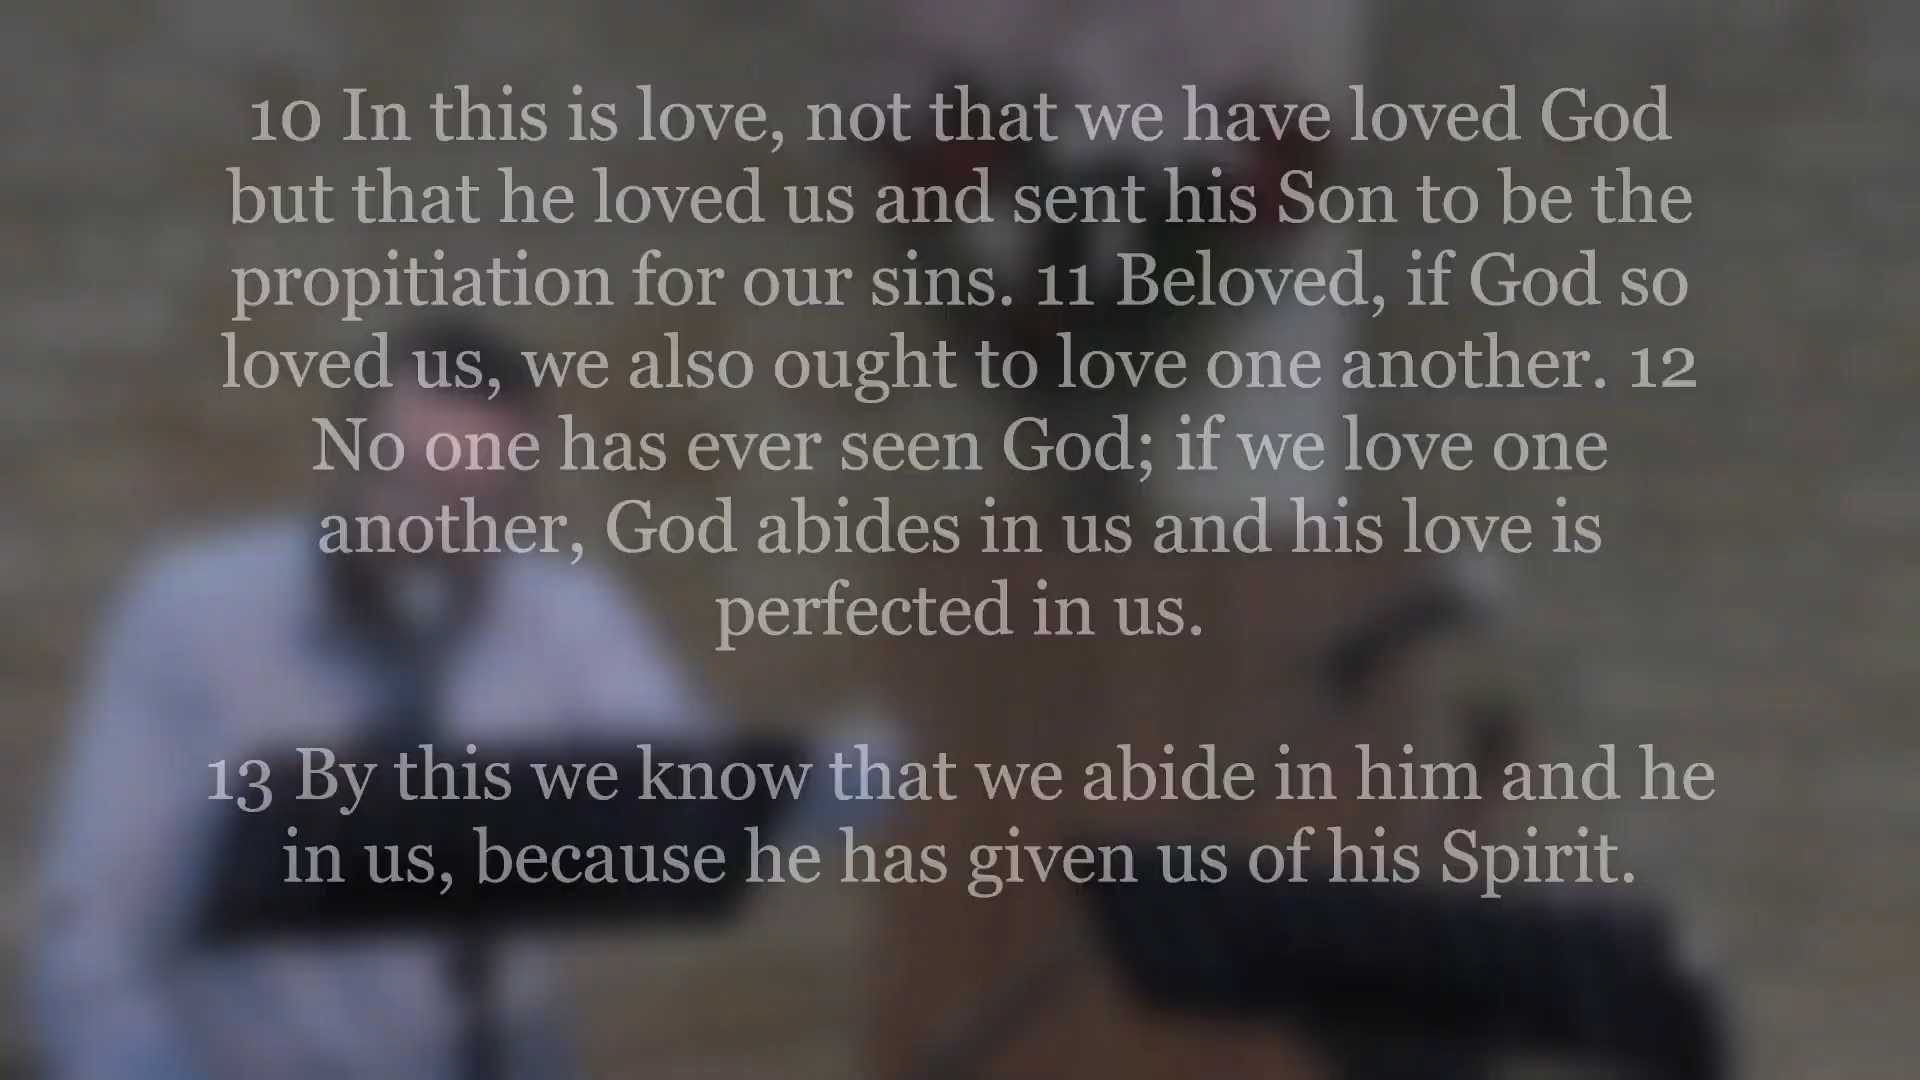 10 In this is love, not that we have loved God
but that he loved us and sent his Son to be the
propitiation for our sins. 11 Beloved, if God so
loved us, we also ought to love one another. 12
No one has ever seen God; if we love one
another, God abides in us and his love is
perfected in us.
13 By this we know that we abide in him and he
in us, because he has given us of his Spirit.